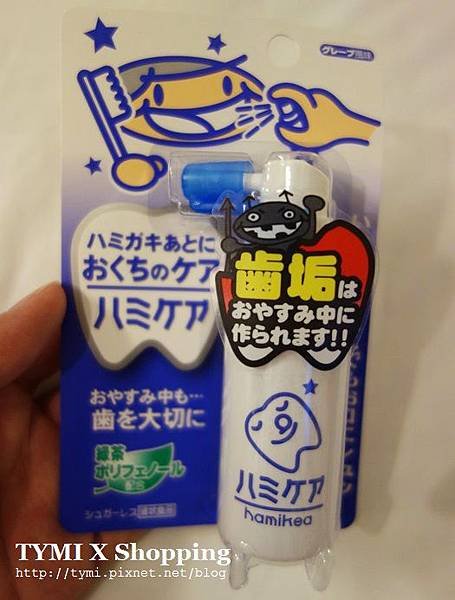 グレープ風味
ハミガキあとに
おくちのケア
ハミケア
歯垢は
おやすみ中に
作られます!!
おやすみ中も…
歯を大切に
緑茶
ポリフェノール
配合
シュガーレス
ハミケア
hamikea
TYMI X Shopping
http://tymi.pixnet.net/blog